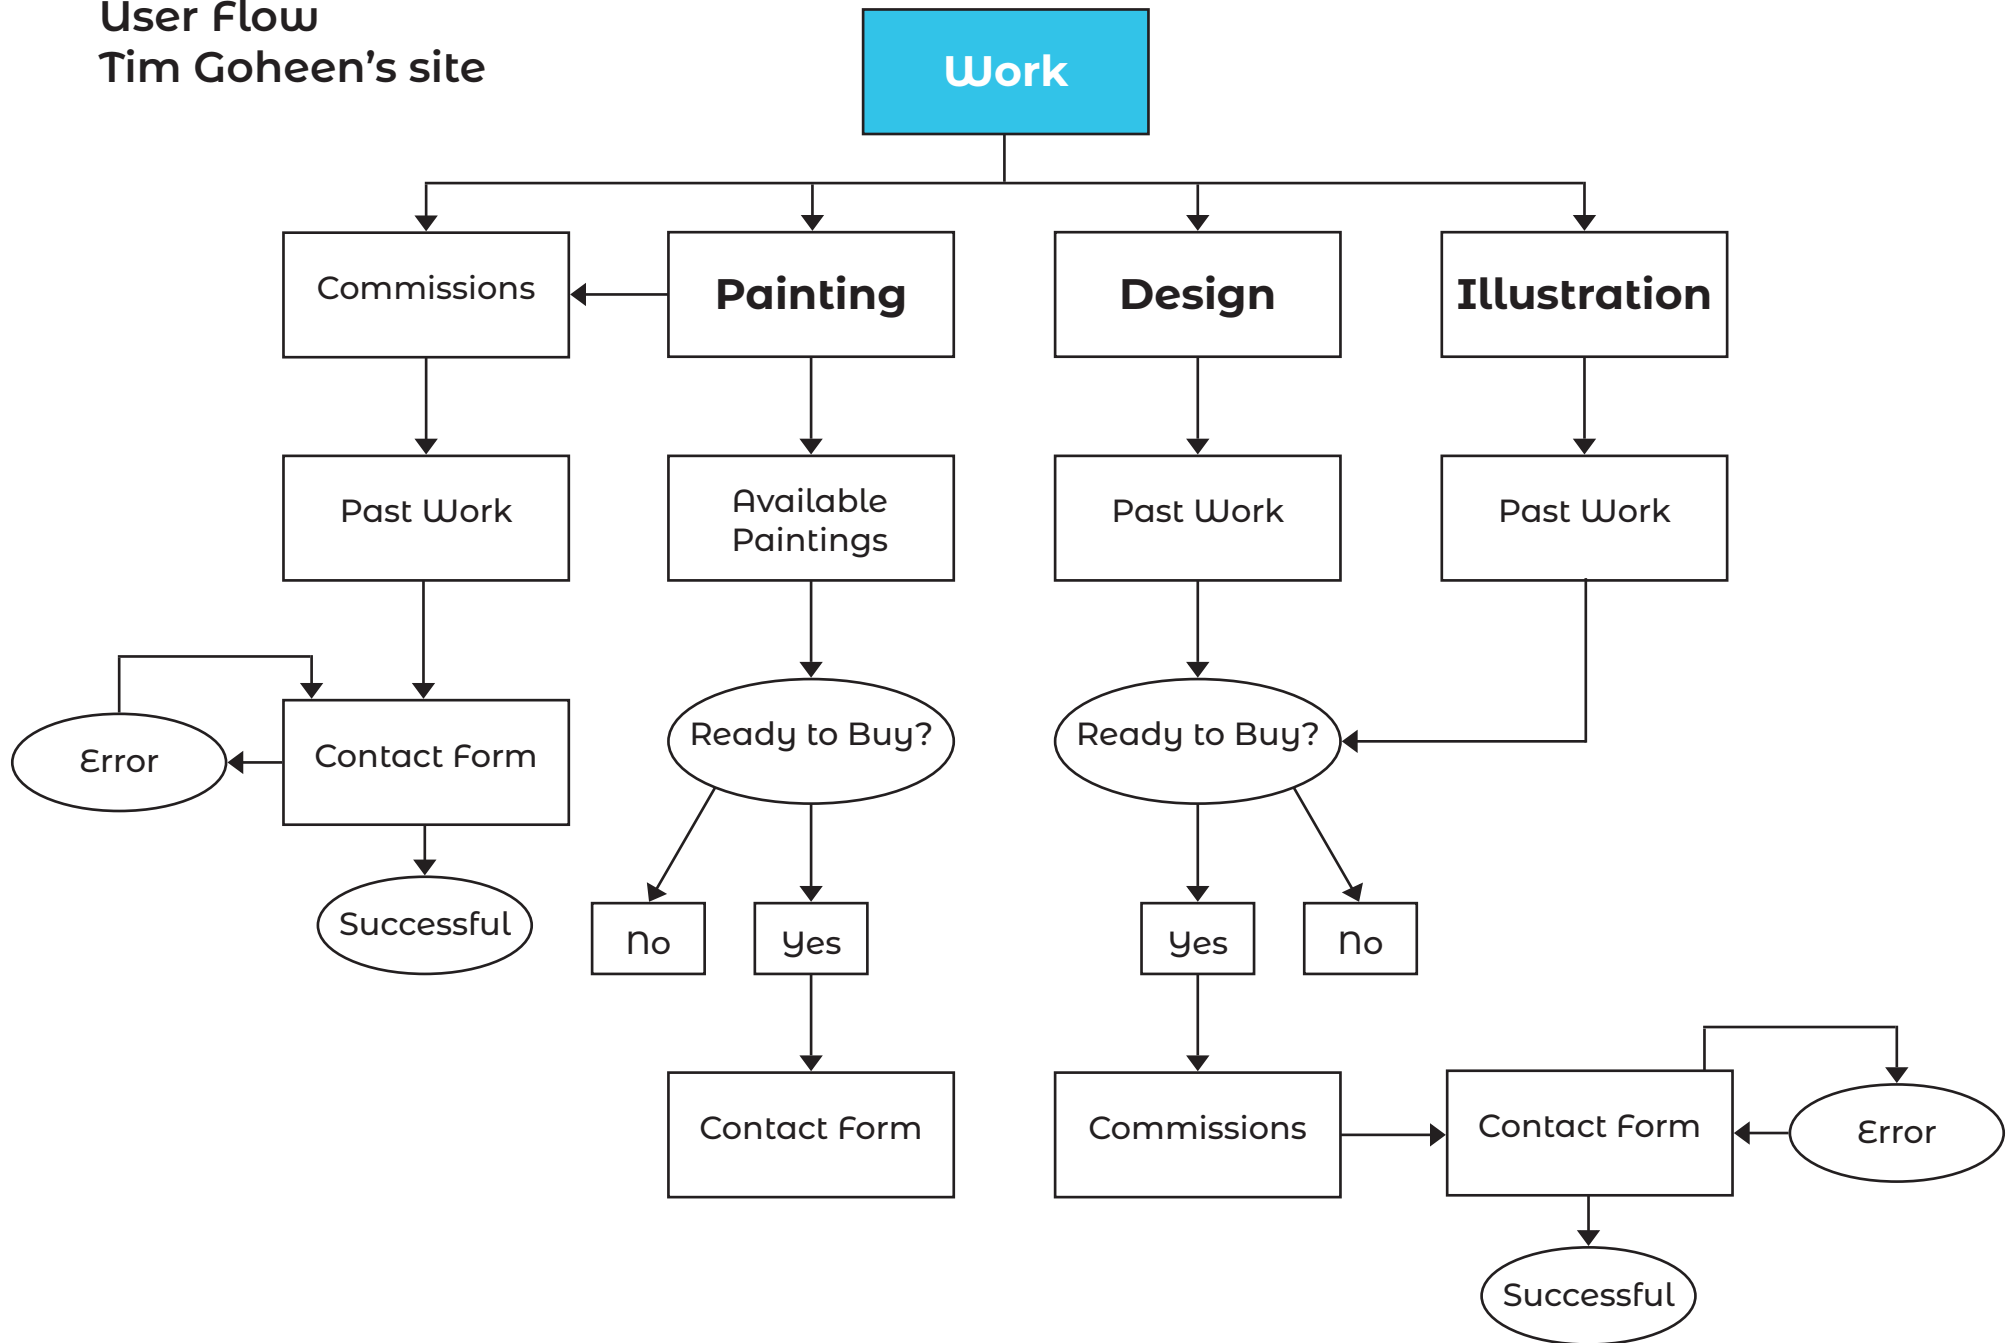 User Flow
Tim Goheen's site
Work
Commissions
Painting
Design
Illustration
Past Work
Available
Paintings
Past Work
Past Work
Error
Contact Form
Ready to Buy?
Ready to Buy?
Successful
No
Yes
Yes
No
Contact Form
Commissions
Contact Form
Error
Successful